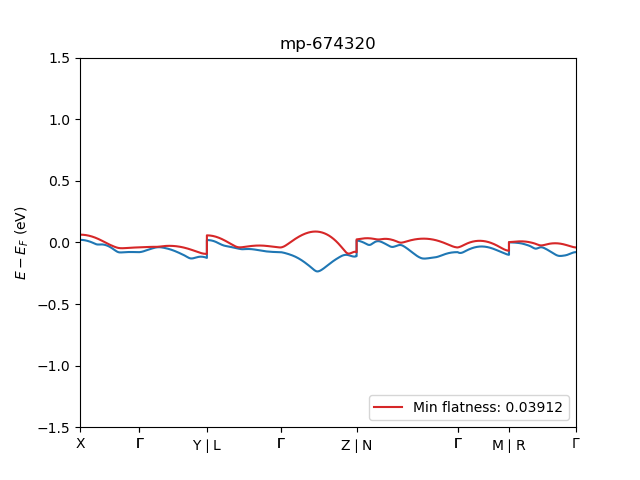 mp-674320
1.5
1.0
0.5
0.0
−0.5
−1.0
−1.5
E − E_F (eV)
Min flatness: 0.03912
X Γ Y | L Γ Z | N Γ M | R Γ